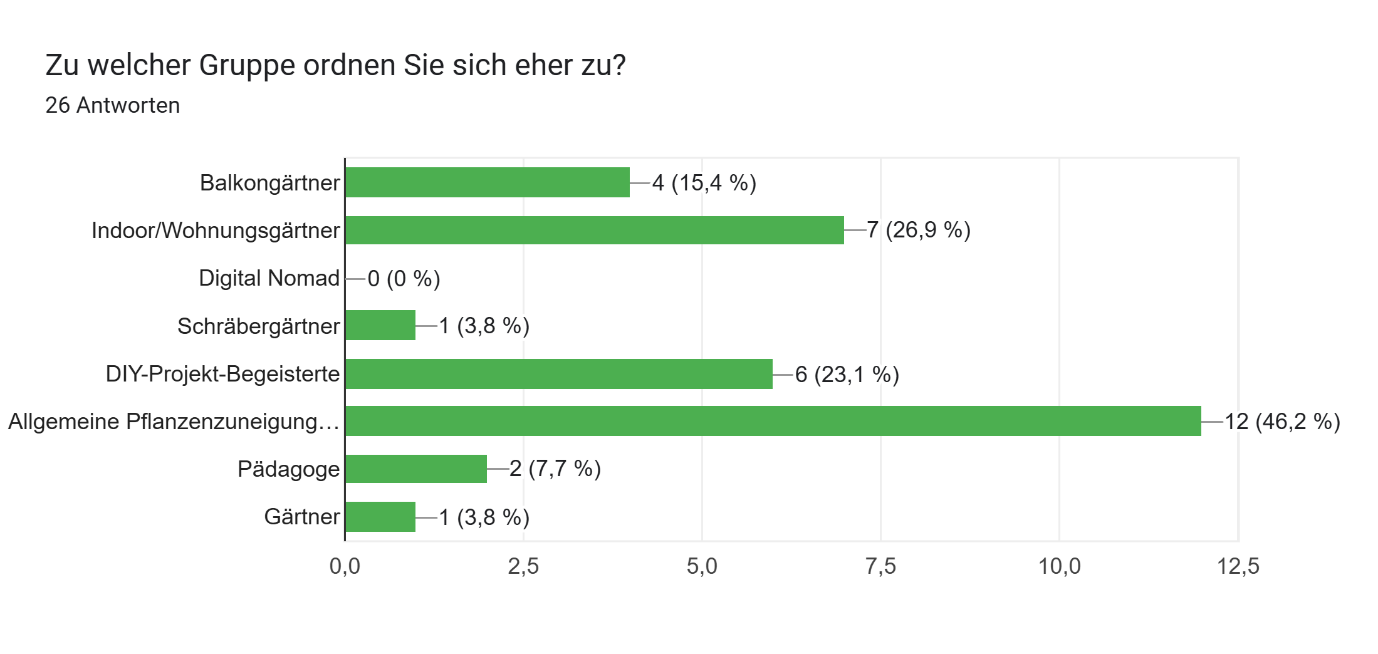 Zu welcher Gruppe ordnen Sie sich eher zu?
26 Antworten
Balkongärtner 4 (15,4 %)
Indoor/Wohnungsgärtner 7 (26,9 %)
Digital Nomad 0 (0 %)
Schräbergärtner 1 (3,8 %)
DIY-Projekt-Begeisterte 6 (23,1 %)
Allgemeine Pflanzenzuneigung… 12 (46,2 %)
Pädagoge 2 (7,7 %)
Gärtner 1 (3,8 %)
0,0 2,5 5,0 7,5 10,0 12,5